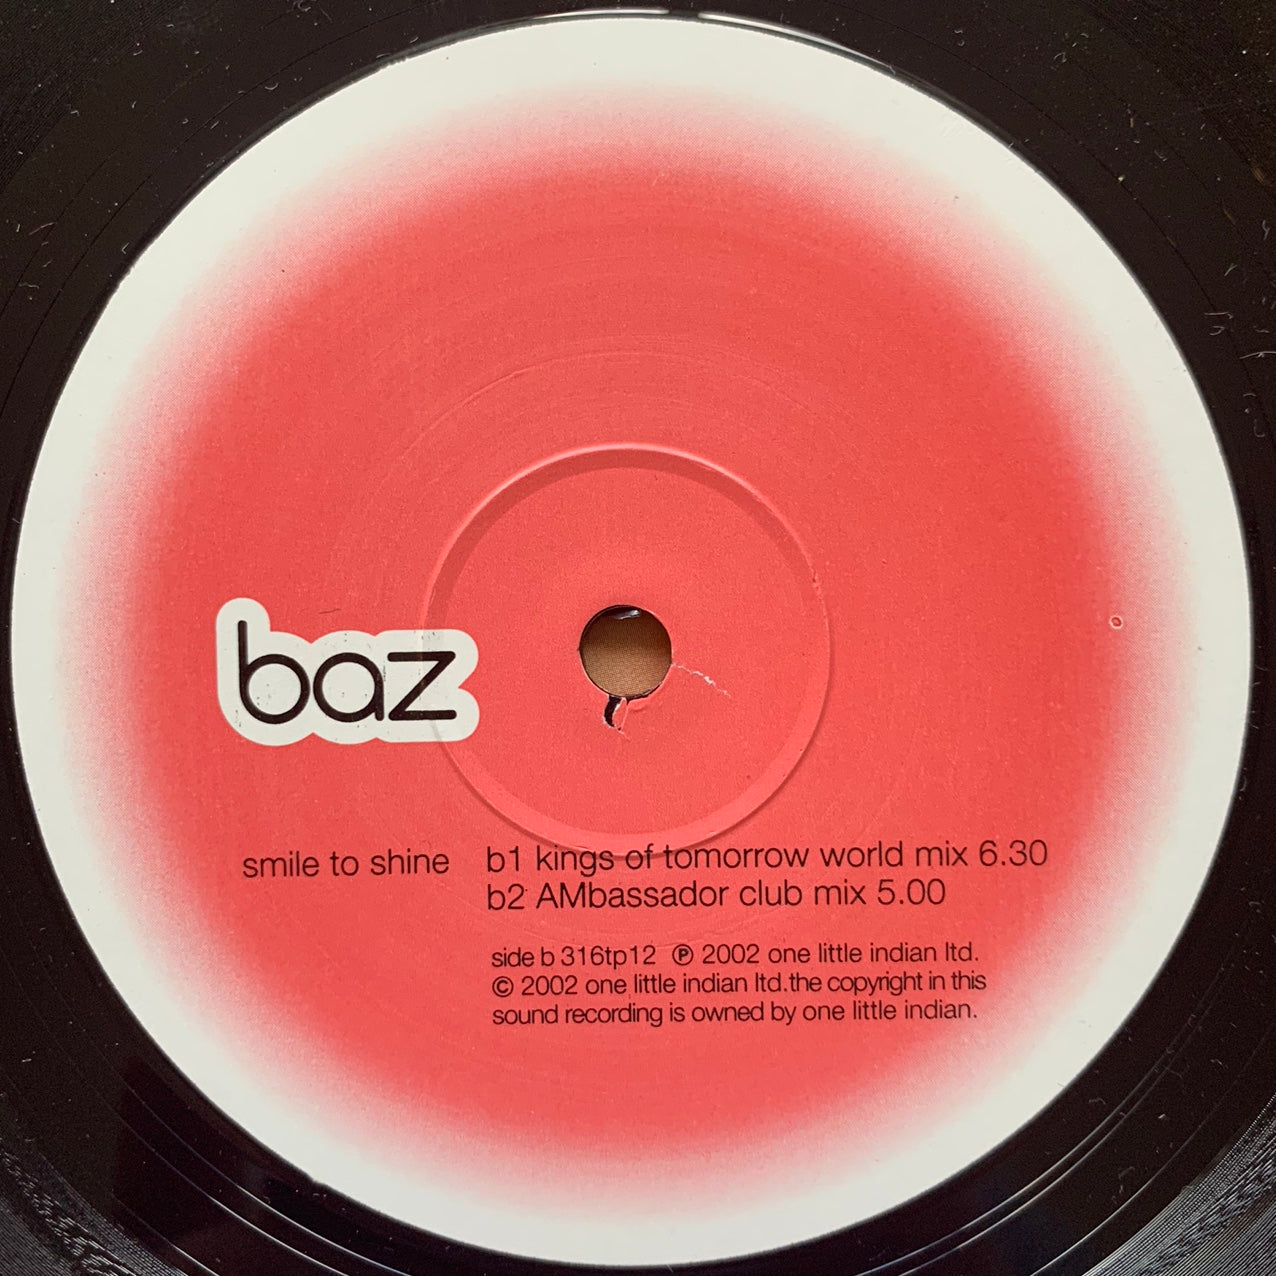 baz
smile to shine
b1 kings of tomorrow world mix 6.30
b2 AMbassador club mix 5.00
side b 316tp12 ℗ 2002 one little indian ltd.
© 2002 one little indian ltd.the copyright in this
sound recording is owned by one little indian.